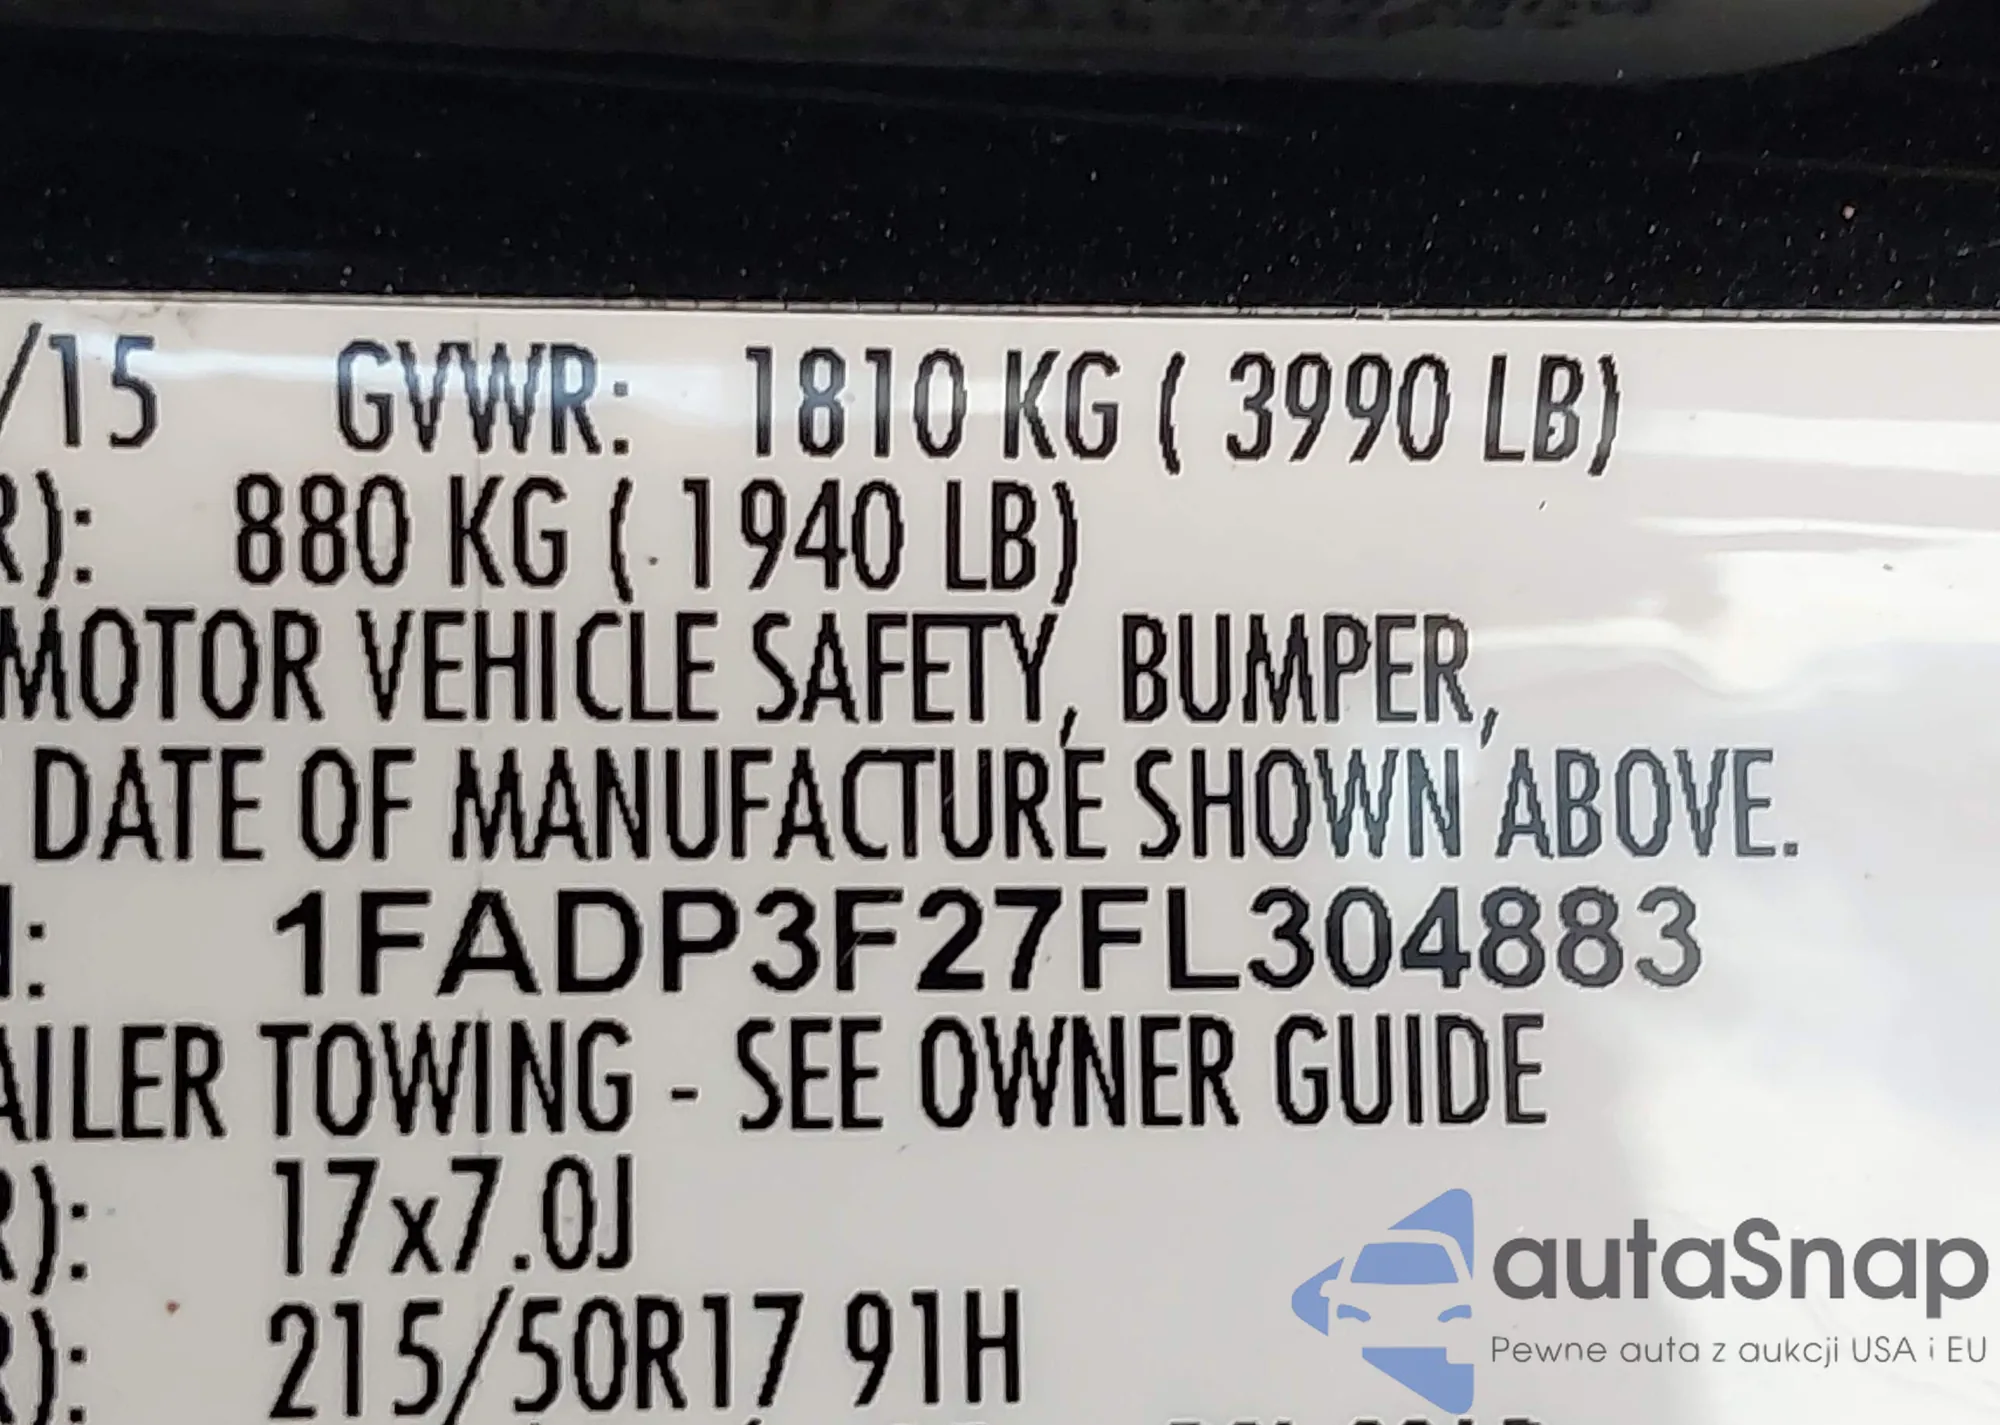 /15 GVWR: 1810 KG ( 3990 LB)
R): 880 KG ( 1940 LB)
MOTOR VEHICLE SAFETY, BUMPER,
DATE OF MANUFACTURE SHOWN ABOVE.
: 1FADP3F27FL304883
AILER TOWING - SEE OWNER GUIDE
R): 17x7.0J
R): 215/50R17 91H
autaSnap
Pewne auta z aukcji USA i EU